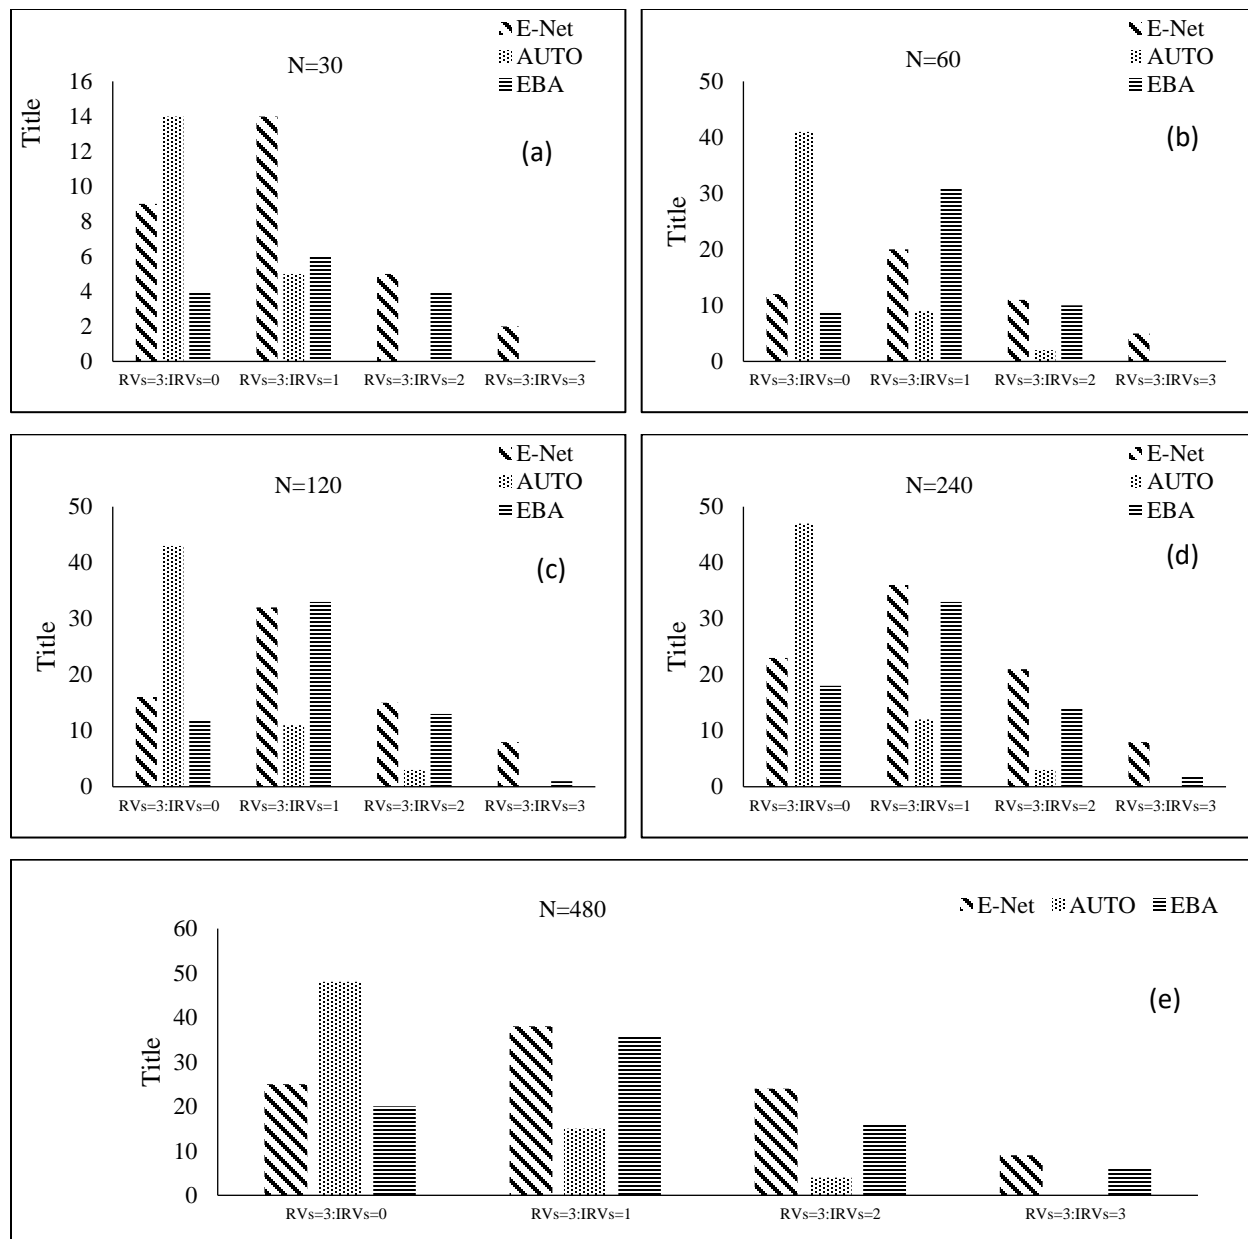 E-Net
AUTO
EBA
N=30
(a)
Title
16
14
12
10
8
6
4
2
0
RVs=3:IRVs=0 RVs=3:IRVs=1 RVs=3:IRVs=2 RVs=3:IRVs=3
E-Net
AUTO
EBA
N=60
(b)
Title
50
40
30
20
10
0
RVs=3:IRVs=0 RVs=3:IRVs=1 RVs=3:IRVs=2 RVs=3:IRVs=3
E-Net
AUTO
EBA
N=120
(c)
Title
50
40
30
20
10
0
RVs=3:IRVs=0 RVs=3:IRVs=1 RVs=3:IRVs=2 RVs=3:IRVs=3
E-Net
AUTO
EBA
N=240
(d)
Title
50
40
30
20
10
0
RVs=3:IRVs=0 RVs=3:IRVs=1 RVs=3:IRVs=2 RVs=3:IRVs=3
N=480
E-Net AUTO EBA
(e)
Title
60
50
40
30
20
10
0
RVs=3:IRVs=0 RVs=3:IRVs=1 RVs=3:IRVs=2 RVs=3:IRVs=3